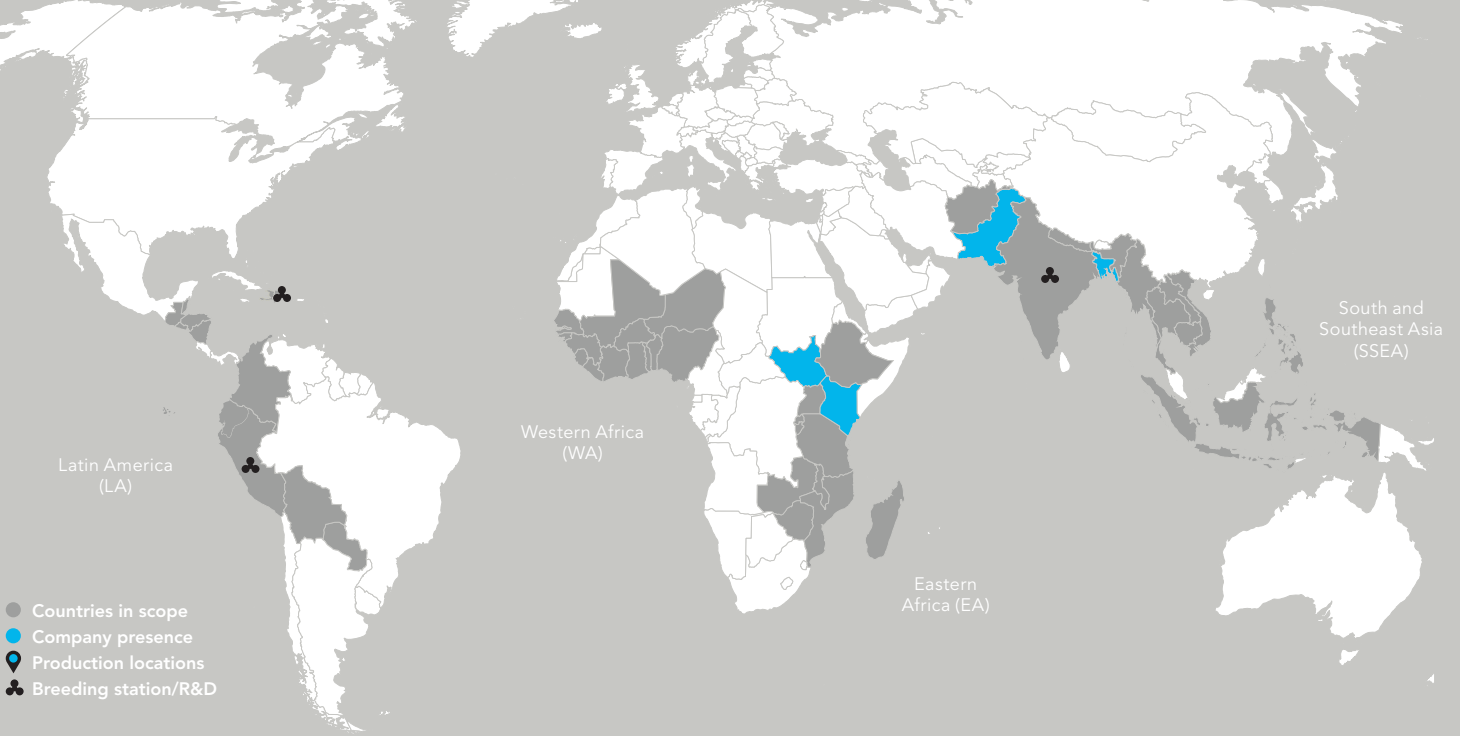 South and
Southeast Asia
(SSEA)
Western Africa
(WA)
Latin America
(LA)
Eastern
Africa (EA)
Countries in scope
Company presence
Production locations
Breeding station/R&D